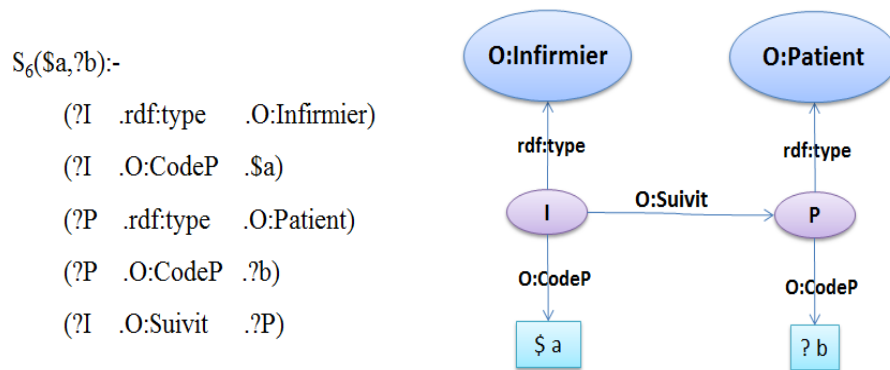 S₆($a,?b):-
(?I .rdf:type .O:Infirmier)
(?I .O:CodeP .$a)
(?P .rdf:type .O:Patient)
(?P .O:CodeP .?b)
(?I .O:Suivit .?P)
O:Infirmier
O:Patient
rdf:type
rdf:type
O:Suivit
I
P
O:CodeP
O:CodeP
$ a
? b